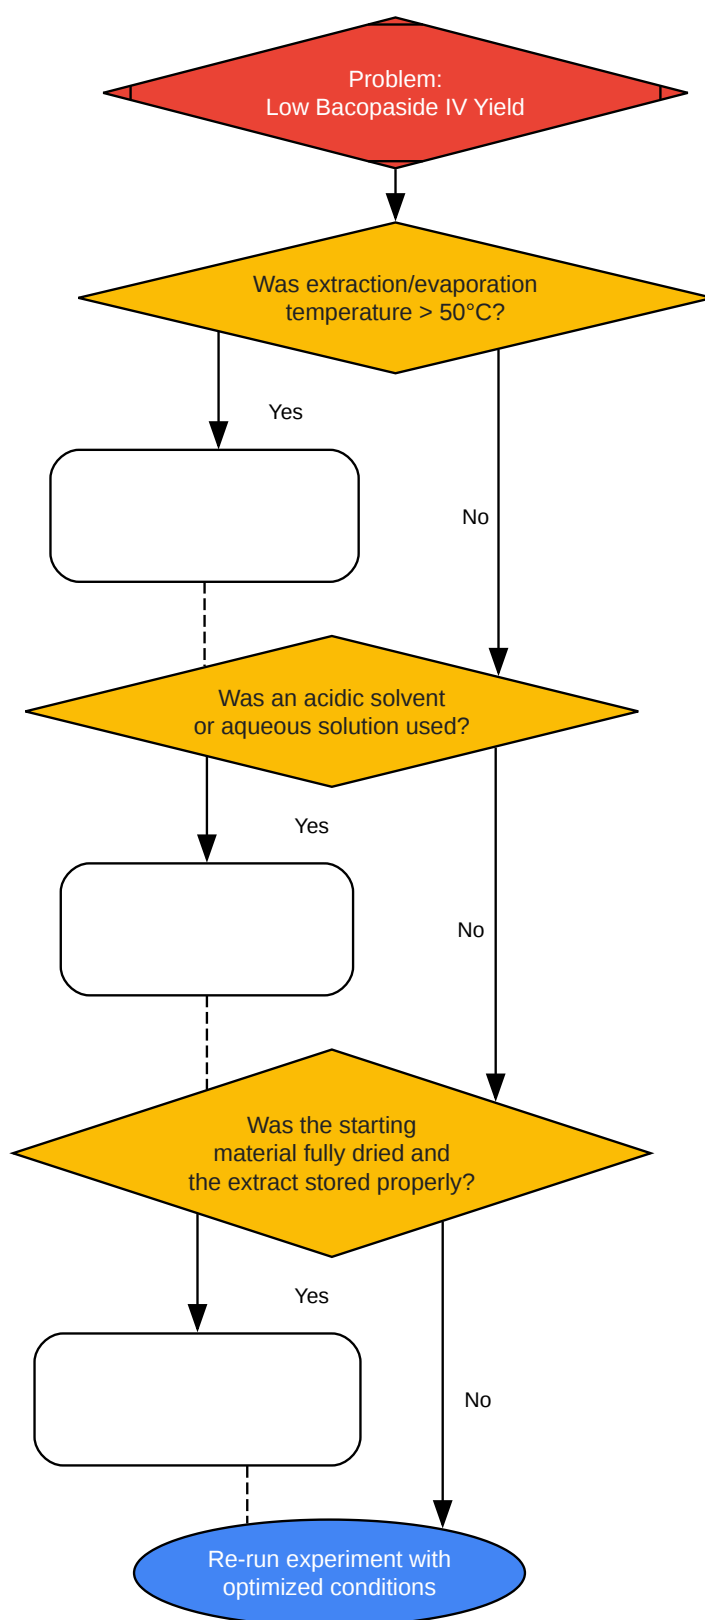 Problem:
Low Bacopaside IV Yield
Was extraction/evaporation
temperature > 50°C?
Yes
No
Was an acidic solvent
or aqueous solution used?
Yes
No
Was the starting
material fully dried and
the extract stored properly?
Yes
No
Re-run experiment with
optimized conditions